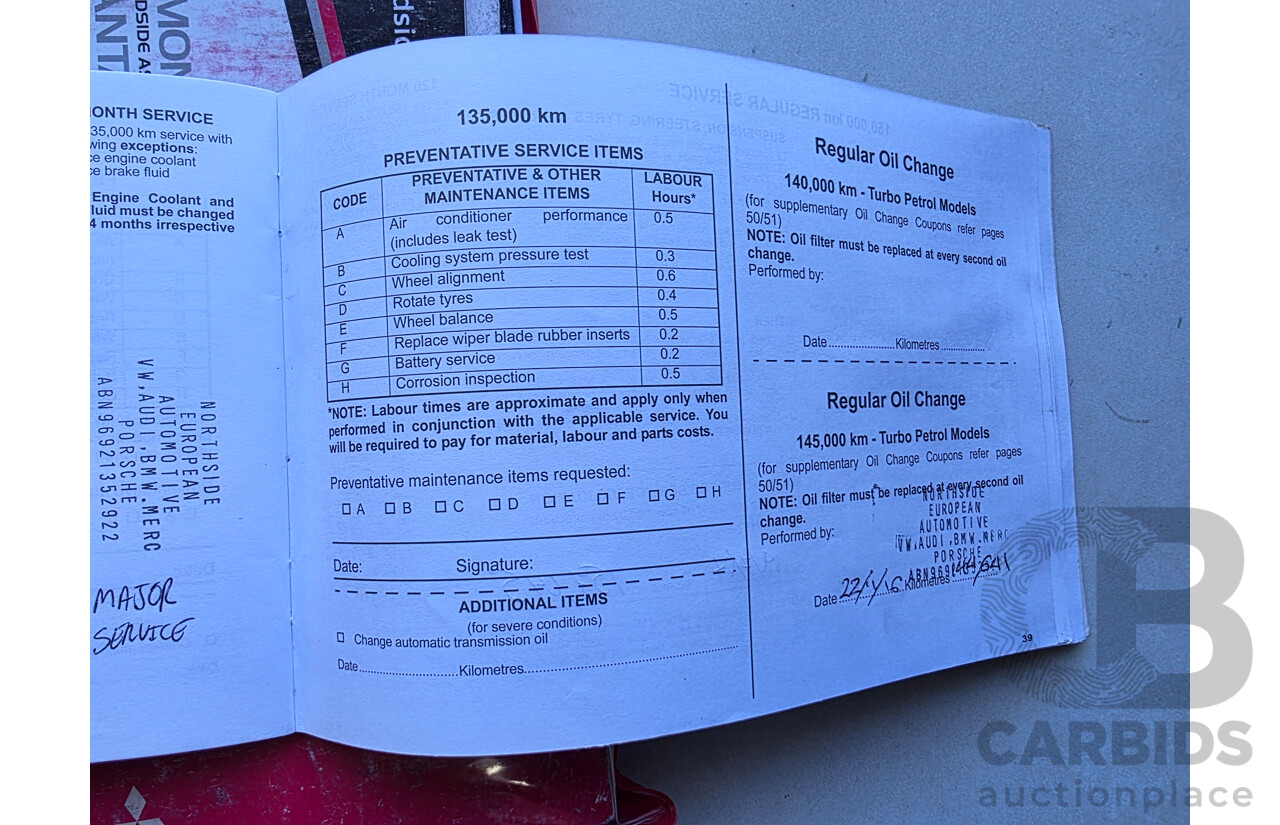 DSIDE AS
MON
dsid
ONTH SERVICE
35,000 km service with
wing exceptions:
ce engine coolant
ce brake fluid
Engine Coolant and
luid must be changed
4 months irrespective
NORTHSIDE
EUROPEAN
AUTOMOTIVE
VW,AUDI,BMW,MERC
PORSCHE
ABN96921352922
MAJOR
SERVICE
135,000 km
PREVENTATIVE SERVICE ITEMS
CODE PREVENTATIVE & OTHER MAINTENANCE ITEMS LABOUR Hours*
A Air conditioner performance (includes leak test) 0.5
B Cooling system pressure test 0.3
C Wheel alignment 0.6
D Rotate tyres 0.4
E Wheel balance 0.5
F Replace wiper blade rubber inserts 0.2
G Battery service 0.2
H Corrosion inspection 0.5
*NOTE: Labour times are approximate and apply only when
performed in conjunction with the applicable service. You
will be required to pay for material, labour and parts costs.
Preventative maintenance items requested:
A B C D E F G H
Date: Signature:
ADDITIONAL ITEMS
(for severe conditions)
Change automatic transmission oil
Date Kilometres
Regular Oil Change
140,000 km - Turbo Petrol Models
(for supplementary Oil Change Coupons refer pages
50/51)
NOTE: Oil filter must be replaced at every second oil
change.
Performed by:
Date Kilometres
Regular Oil Change
145,000 km - Turbo Petrol Models
(for supplementary Oil Change Coupons refer pages
50/51)
NOTE: Oil filter must be replaced at every second oil
change.
Performed by:
NORTHSIDE
EUROPEAN
AUTOMOTIVE
VW,AUDI,BMW,MERC
PORSCHE
Date Kilometres
39
CARBIDS
auctionplace